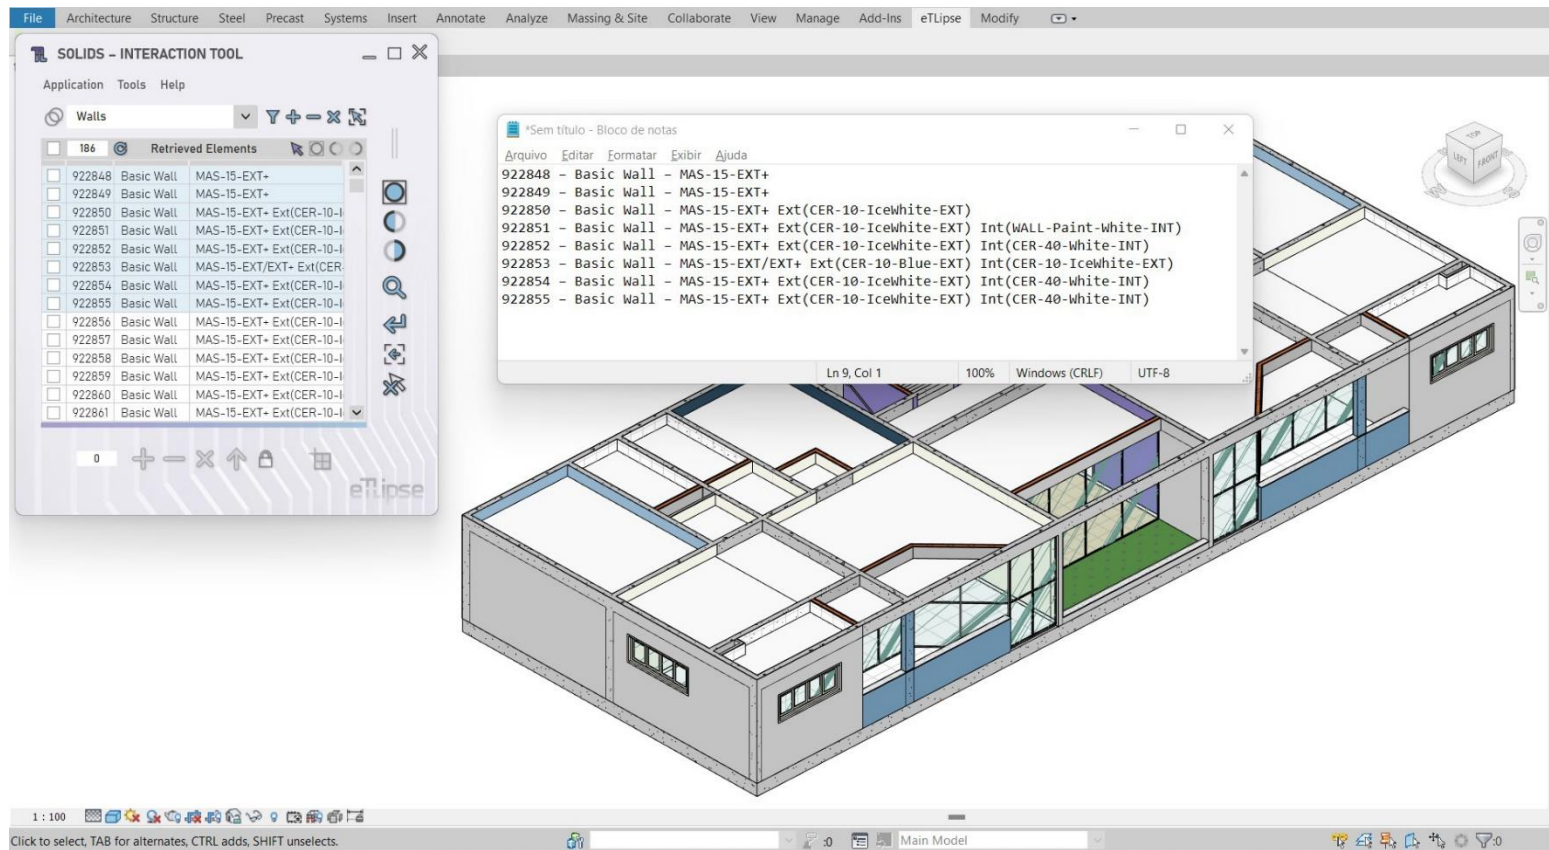 File Architecture Structure Steel Precast Systems Insert Annotate Analyze Massing & Site Collaborate View Manage Add-Ins eTLipse Modify
SOLIDS – INTERACTION TOOL
Application Tools Help
Walls
186 Retrieved Elements
922848 Basic Wall MAS-15-EXT+
922849 Basic Wall MAS-15-EXT+
922850 Basic Wall MAS-15-EXT+ Ext(CER-10-I
922851 Basic Wall MAS-15-EXT+ Ext(CER-10-I
922852 Basic Wall MAS-15-EXT+ Ext(CER-10-I
922853 Basic Wall MAS-15-EXT/EXT+ Ext(CER-
922854 Basic Wall MAS-15-EXT+ Ext(CER-10-I
922855 Basic Wall MAS-15-EXT+ Ext(CER-10-I
922856 Basic Wall MAS-15-EXT+ Ext(CER-10-I
922857 Basic Wall MAS-15-EXT+ Ext(CER-10-I
922858 Basic Wall MAS-15-EXT+ Ext(CER-10-I
922859 Basic Wall MAS-15-EXT+ Ext(CER-10-I
922860 Basic Wall MAS-15-EXT+ Ext(CER-10-I
922861 Basic Wall MAS-15-EXT+ Ext(CER-10-I
0
eTLipse
*Sem título - Bloco de notas
Arquivo Editar Formatar Exibir Ajuda
922848 – Basic Wall – MAS-15-EXT+
922849 – Basic Wall – MAS-15-EXT+
922850 – Basic Wall – MAS-15-EXT+ Ext(CER-10-IceWhite-EXT)
922851 – Basic Wall – MAS-15-EXT+ Ext(CER-10-IceWhite-EXT) Int(WALL-Paint-White-INT)
922852 – Basic Wall – MAS-15-EXT+ Ext(CER-10-IceWhite-EXT) Int(CER-40-White-INT)
922853 – Basic Wall – MAS-15-EXT/EXT+ Ext(CER-10-Blue-EXT) Int(CER-10-IceWhite-EXT)
922854 – Basic Wall – MAS-15-EXT+ Ext(CER-10-IceWhite-EXT) Int(CER-40-White-INT)
922855 – Basic Wall – MAS-15-EXT+ Ext(CER-10-IceWhite-EXT) Int(CER-40-White-INT)
Ln 9, Col 1 100% Windows (CRLF) UTF-8
TOP
LEFT FRONT
1 : 100
Click to select, TAB for alternates, CTRL adds, SHIFT unselects.
:0 Main Model :0